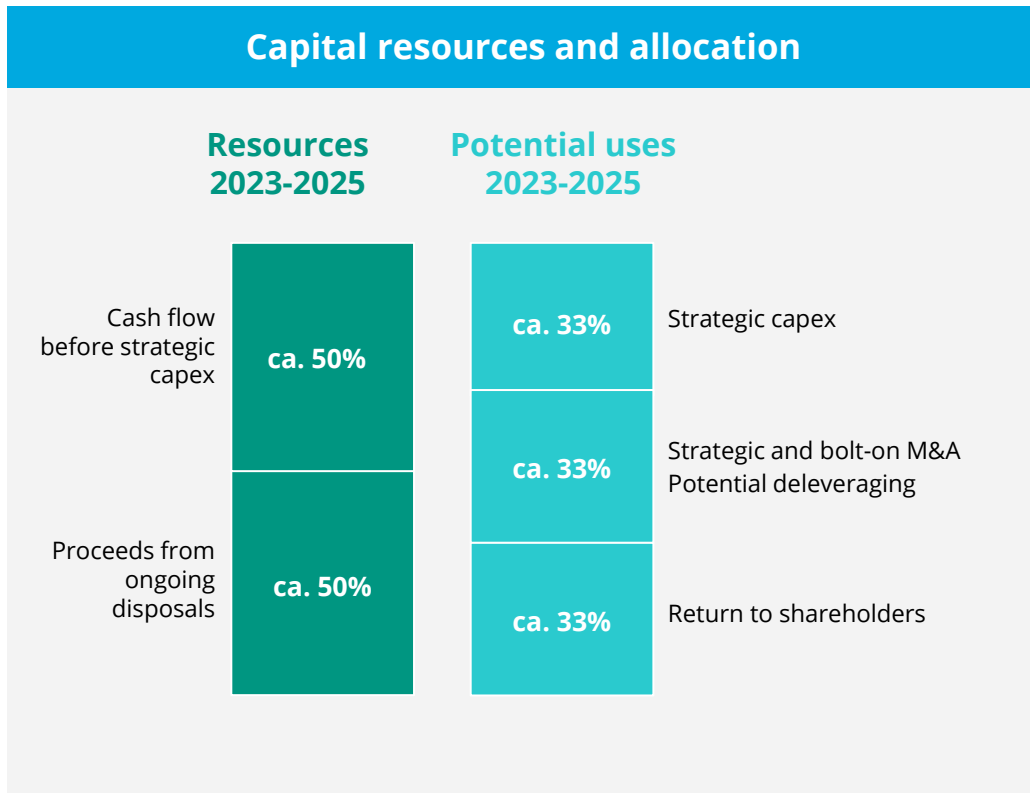 Capital resources and allocation
Resources
2023-2025
Potential uses
2023-2025
Cash flow
before strategic
capex
ca. 50%
Proceeds from
ongoing
disposals
ca. 50%
ca. 33%
Strategic capex
ca. 33%
Strategic and bolt-on M&A
Potential deleveraging
ca. 33%
Return to shareholders